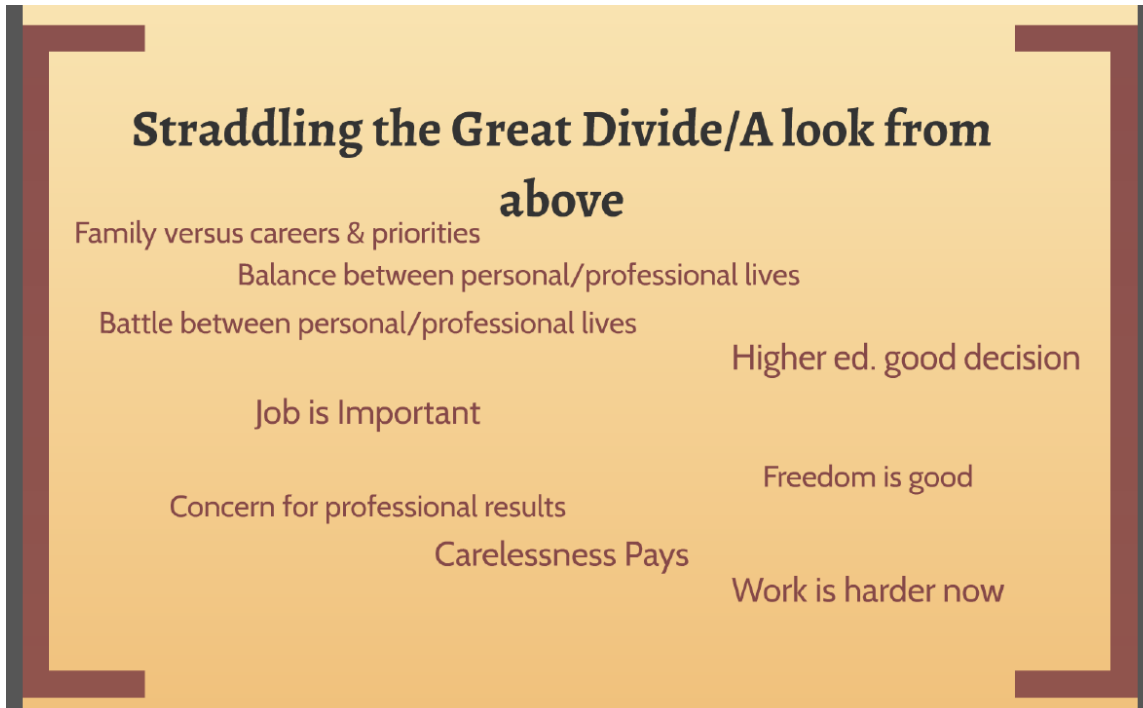 Straddling the Great Divide/A look from
above
Family versus careers & priorities
Balance between personal/professional lives
Battle between personal/professional lives
Higher ed. good decision
Job is Important
Freedom is good
Concern for professional results
Carelessness Pays
Work is harder now